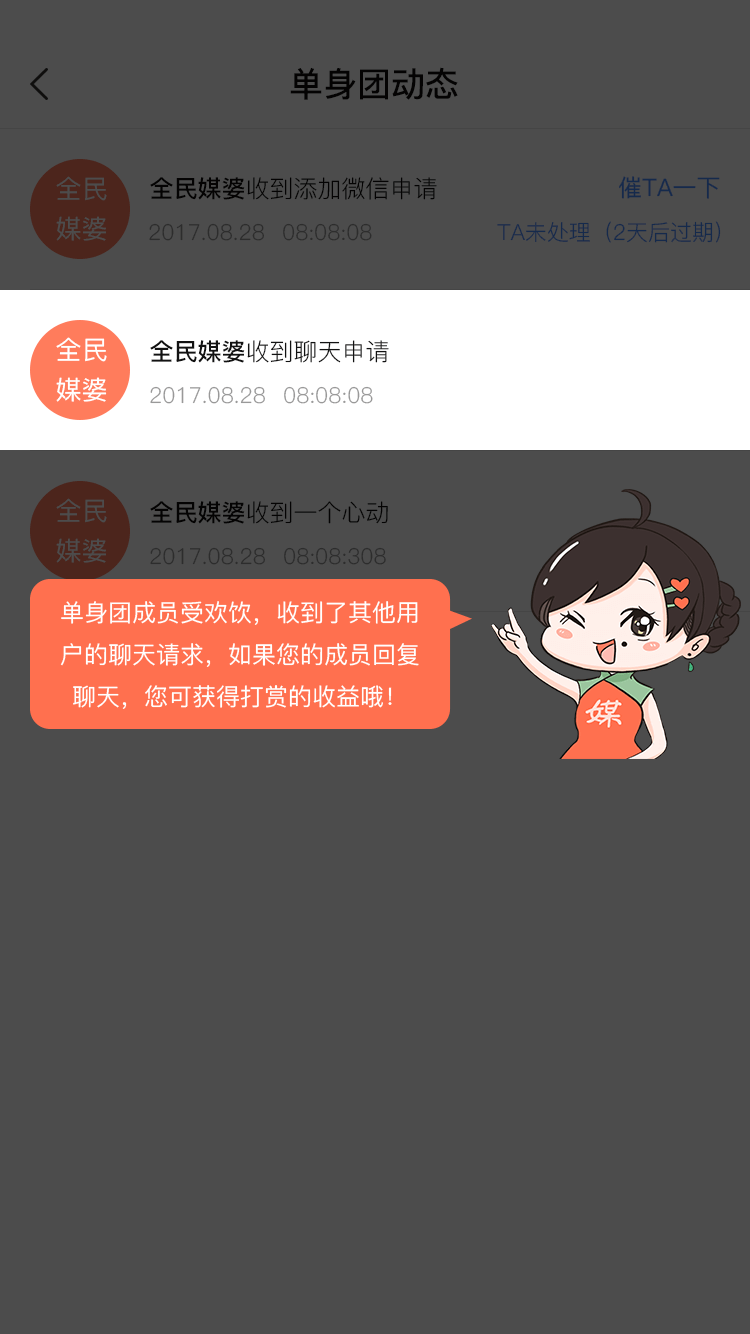 单身团动态
全民
媒婆
全民媒婆收到添加微信申请
催TA一下
2017.08.28 08:08:08
TA未处理（2天后过期）
全民
媒婆
全民媒婆收到聊天申请
2017.08.28 08:08:08
全民
媒婆
全民媒婆收到一个心动
2017.08.28 08:08:308
单身团成员受欢饮，收到了其他用
户的聊天请求，如果您的成员回复
聊天，您可获得打赏的收益哦！
媒